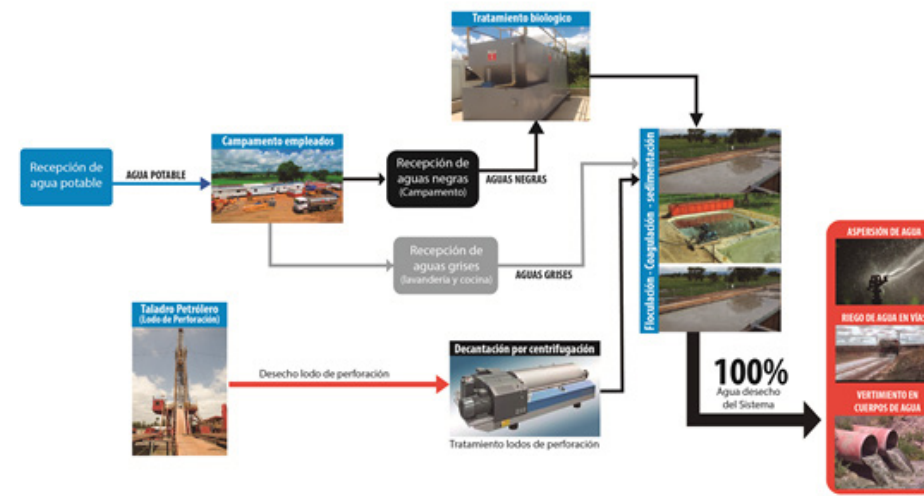 Tratamiento biologico
Campamento empleados
Recepción de
agua potable
AGUA POTABLE
Recepción de
aguas negras
(Campamento)
AGUAS NEGRAS
Recepción de
aguas grises
(lavandería y cocina)
AGUAS GRISES
Floculación - Coagulación - sedimentación
Taladro Petrólero
(Lodo de Perforación)
Desecho lodo de perforación
Decantación por centrifugación
Tratamiento lodos de perforación
100%
Agua desecho
del Sistema
ASPERSIÓN DE AGUA
RIEGO DE AGUA EN VÍAS
VERTIMIENTO EN
CUERPOS DE AGUA